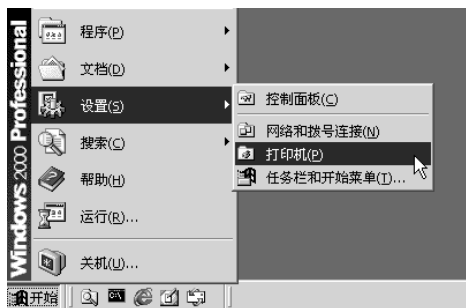 Windows 2000 Professional
程序(P)
文档(D)
设置(S)
搜索(C)
帮助(H)
运行(R)...
关机(U)...
控制面板(C)
网络和拨号连接(N)
打印机(P)
任务栏和开始菜单(T)...
开始